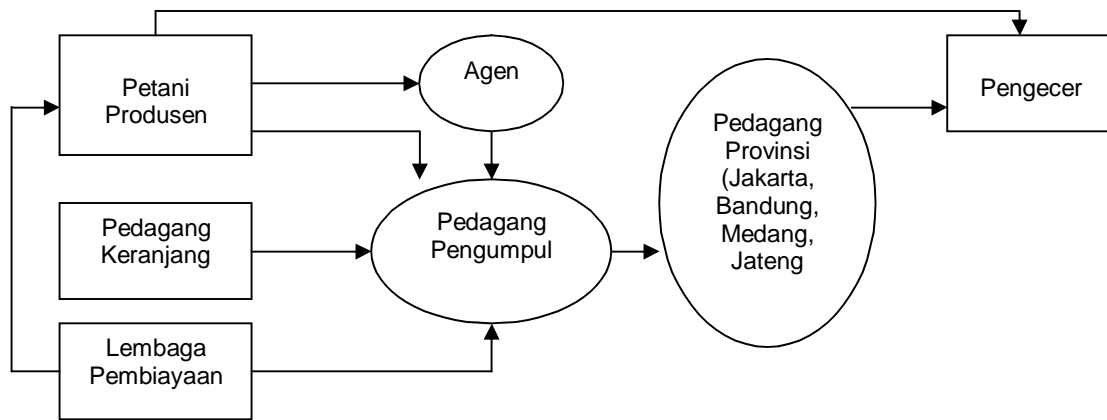 Petani
Produsen
Agen
Pengecer
Pedagang
Provinsi
(Jakarta,
Bandung,
Medang,
Jateng
Pedagang
Keranjang
Pedagang
Pengumpul
Lembaga
Pembiayaan